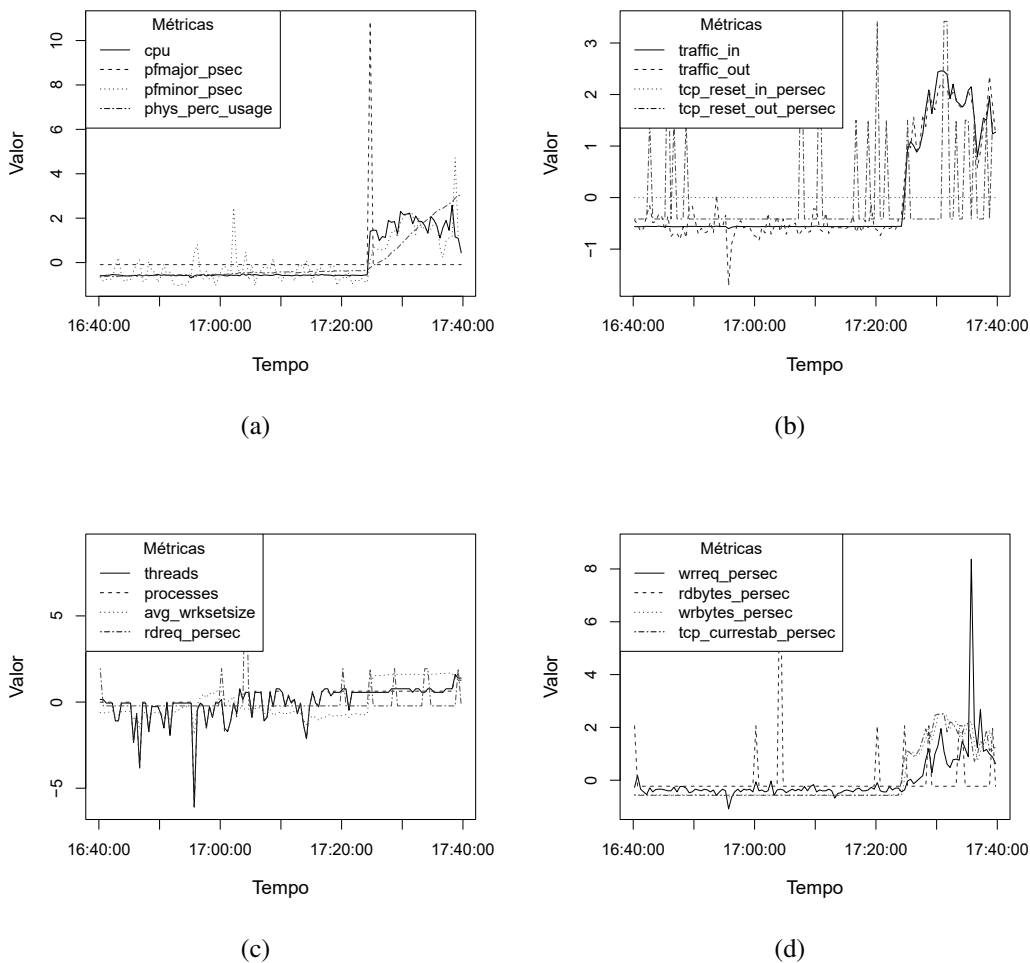 Métricas
cpu
pfmajor_psec
pfminor_psec
phys_perc_usage
Valor
0 2 4 6 8 10
16:40:00 17:00:00 17:20:00 17:40:00
Tempo
(a)
Métricas
traffic_in
traffic_out
tcp_reset_in_persec
tcp_reset_out_persec
Valor
−1 0 1 2 3
16:40:00 17:00:00 17:20:00 17:40:00
Tempo
(b)
Métricas
threads
processes
avg_wrksetsize
rdreq_persec
Valor
−5 0 5
16:40:00 17:00:00 17:20:00 17:40:00
Tempo
(c)
Métricas
wrreq_persec
rdbytes_persec
wrbytes_persec
tcp_currestab_persec
Valor
0 2 4 6 8
16:40:00 17:00:00 17:20:00 17:40:00
Tempo
(d)